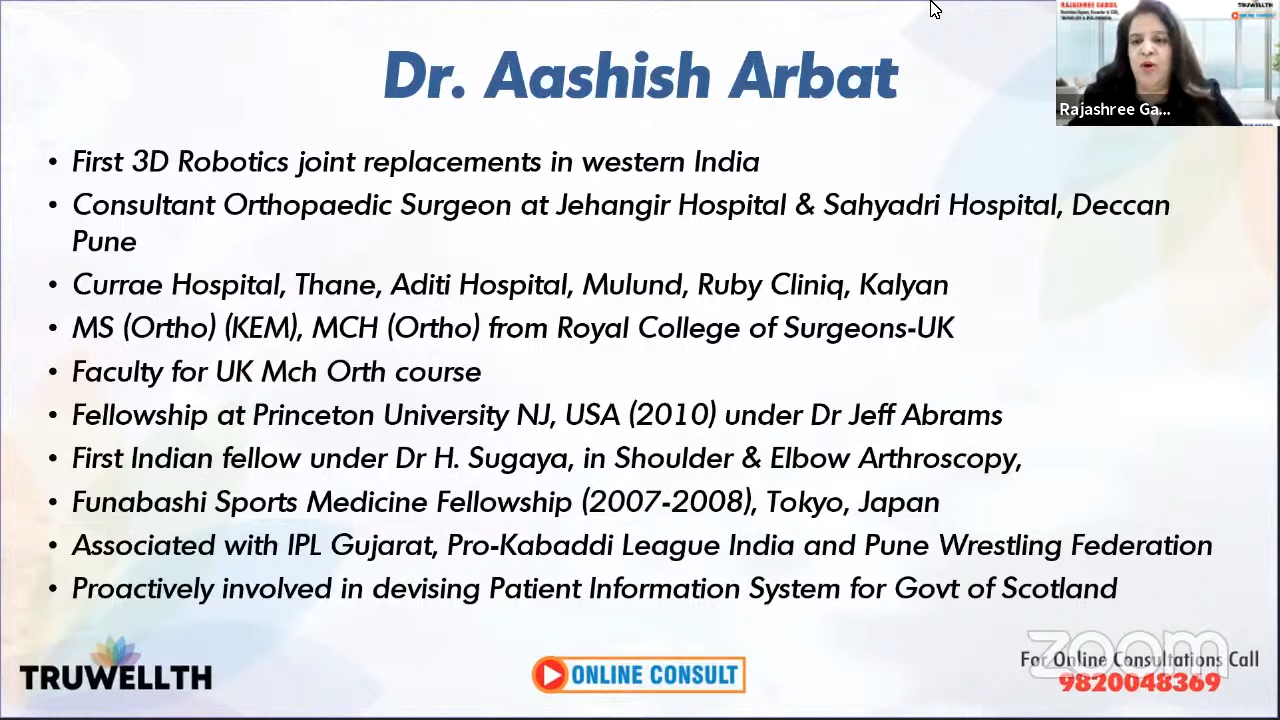 Dr. Aashish Arbat
RAJASHREE GADGIL
TRUWELLTH
ONLINE CONSULT
Rajashree Ga...
• First 3D Robotics joint replacements in western India
• Consultant Orthopaedic Surgeon at Jehangir Hospital & Sahyadri Hospital, Deccan
Pune
• Currae Hospital, Thane, Aditi Hospital, Mulund, Ruby Cliniq, Kalyan
• MS (Ortho) (KEM), MCH (Ortho) from Royal College of Surgeons-UK
• Faculty for UK Mch Orth course
• Fellowship at Princeton University NJ, USA (2010) under Dr Jeff Abrams
• First Indian fellow under Dr H. Sugaya, in Shoulder & Elbow Arthroscopy,
• Funabashi Sports Medicine Fellowship (2007-2008), Tokyo, Japan
• Associated with IPL Gujarat, Pro-Kabaddi League India and Pune Wrestling Federation
• Proactively involved in devising Patient Information System for Govt of Scotland
TRUWELLTH
ONLINE CONSULT
zoom
For Online Consultations Call
9820048369